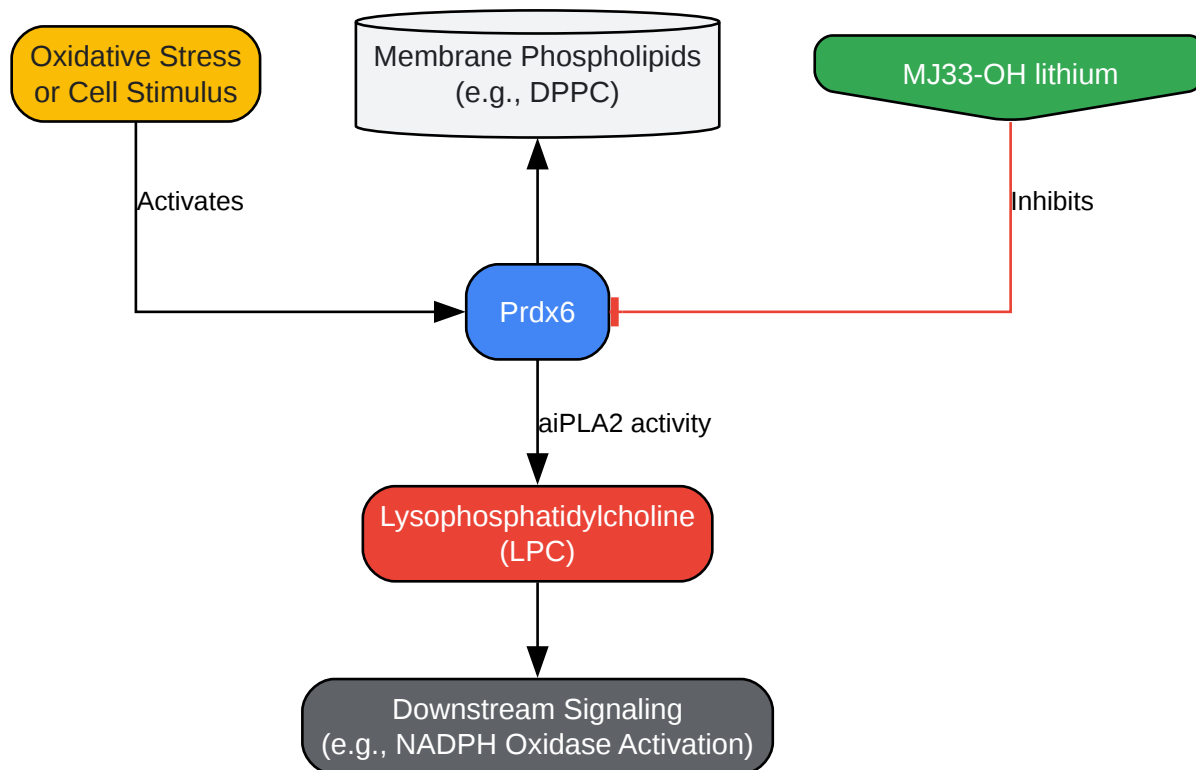 Oxidative Stress
or Cell Stimulus
Membrane Phospholipids
(e.g., DPPC)
MJ33-OH lithium
Activates
Inhibits
Prdx6
aiPLA2 activity
Lysophosphatidylcholine
(LPC)
Downstream Signaling
(e.g., NADPH Oxidase Activation)